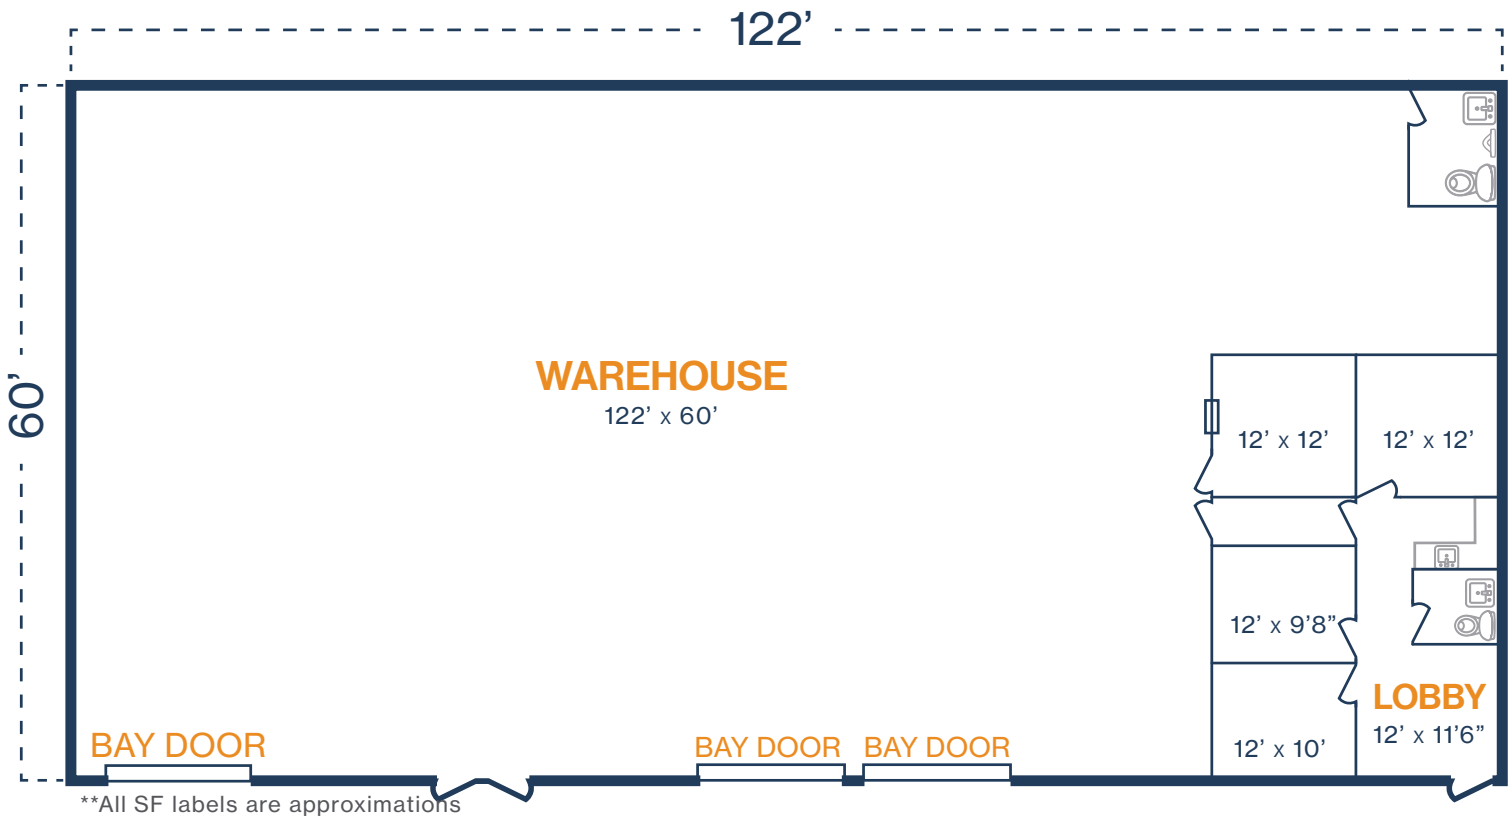 122’
60’
WAREHOUSE
122’ x 60’
12’ x 12’
12’ x 12’
12’ x 9’8”
LOBBY
12’ x 11’6”
12’ x 10’
BAY DOOR
BAY DOOR
BAY DOOR
**All SF labels are approximations